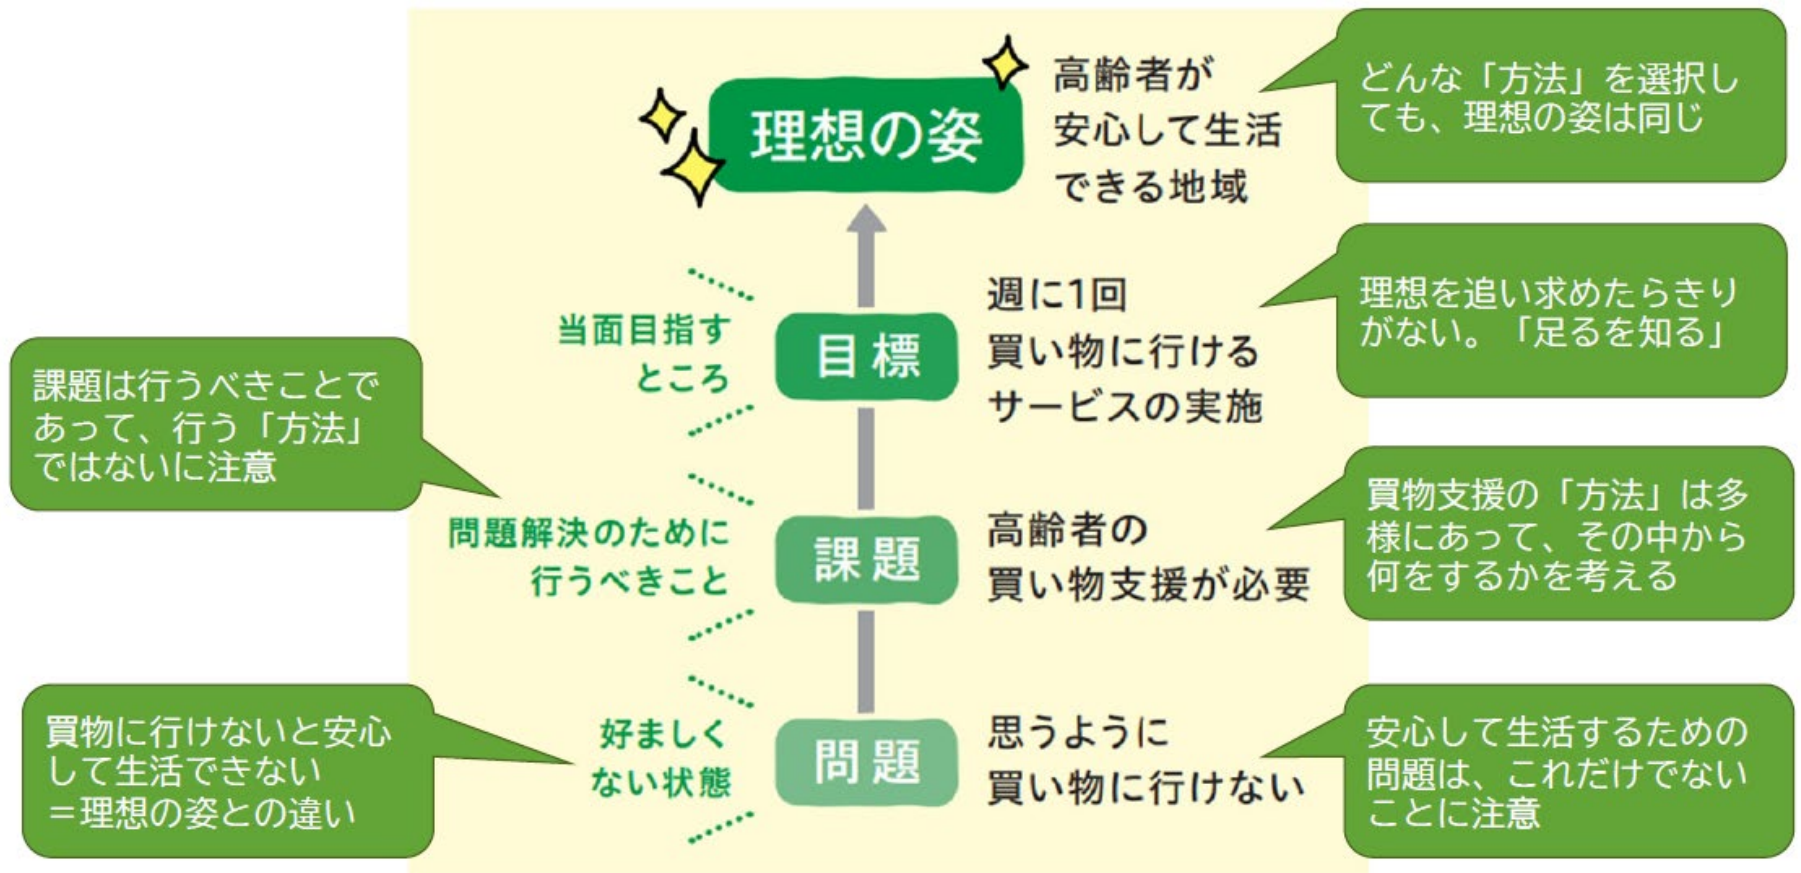 理想の姿
高齢者が
安心して生活
できる地域
どんな「方法」を選択し
ても、理想の姿は同じ
当面目指す
ところ
目標
週に1回
買い物に行ける
サービスの実施
理想を追い求めたらきり
がない。「足るを知る」
課題は行うべきことで
あって、行う「方法」
ではないに注意
問題解決のために
行うべきこと
課題
高齢者の
買い物支援が必要
買物支援の「方法」は多
様にあって、その中から
何をするかを考える
買物に行けないと安心
して生活できない
＝理想の姿との違い
好ましく
ない状態
問題
思うように
買い物に行けない
安心して生活するための
問題は、これだけでない
ことに注意